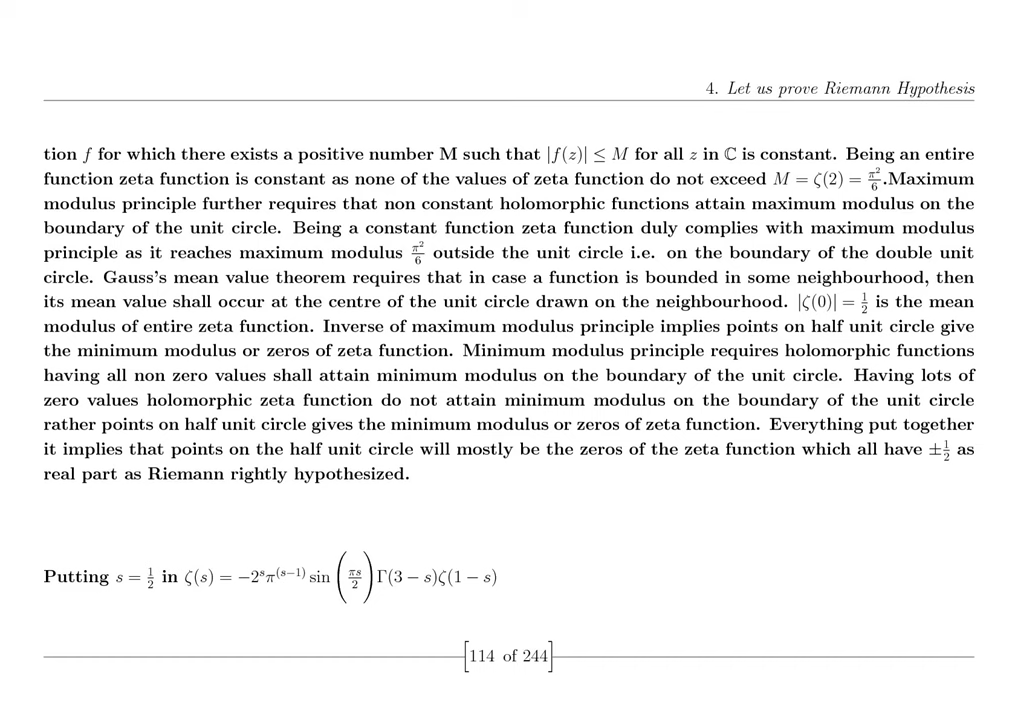 4. Let us prove Riemann Hypothesis
tion f for which there exists a positive number M such that |f(z)| ≤ M for all z in ℂ is constant. Being an entire
function zeta function is constant as none of the values of zeta function do not exceed M = ζ(2) = π²/6 .Maximum
modulus principle further requires that non constant holomorphic functions attain maximum modulus on the
boundary of the unit circle. Being a constant function zeta function duly complies with maximum modulus
principle as it reaches maximum modulus π²/6 outside the unit circle i.e. on the boundary of the double unit
circle. Gauss's mean value theorem requires that in case a function is bounded in some neighbourhood, then
its mean value shall occur at the centre of the unit circle drawn on the neighbourhood. |ζ(0)| = 1/2 is the mean
modulus of entire zeta function. Inverse of maximum modulus principle implies points on half unit circle give
the minimum modulus or zeros of zeta function. Minimum modulus principle requires holomorphic functions
having all non zero values shall attain minimum modulus on the boundary of the unit circle. Having lots of
zero values holomorphic zeta function do not attain minimum modulus on the boundary of the unit circle
rather points on half unit circle gives the minimum modulus or zeros of zeta function. Everything put together
it implies that points on the half unit circle will mostly be the zeros of the zeta function which all have ±1/2 as
real part as Riemann rightly hypothesized.
Putting s = 1/2 in ζ(s) = −2^s π^(s−1) sin(πs/2) Γ(3 − s)ζ(1 − s)
[114 of 244]